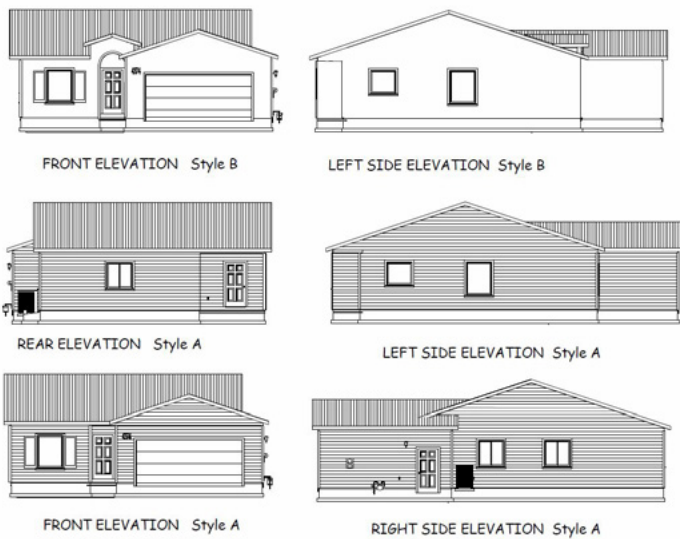 FRONT ELEVATION Style B
LEFT SIDE ELEVATION Style B
REAR ELEVATION Style A
LEFT SIDE ELEVATION Style A
FRONT ELEVATION Style A
RIGHT SIDE ELEVATION Style A